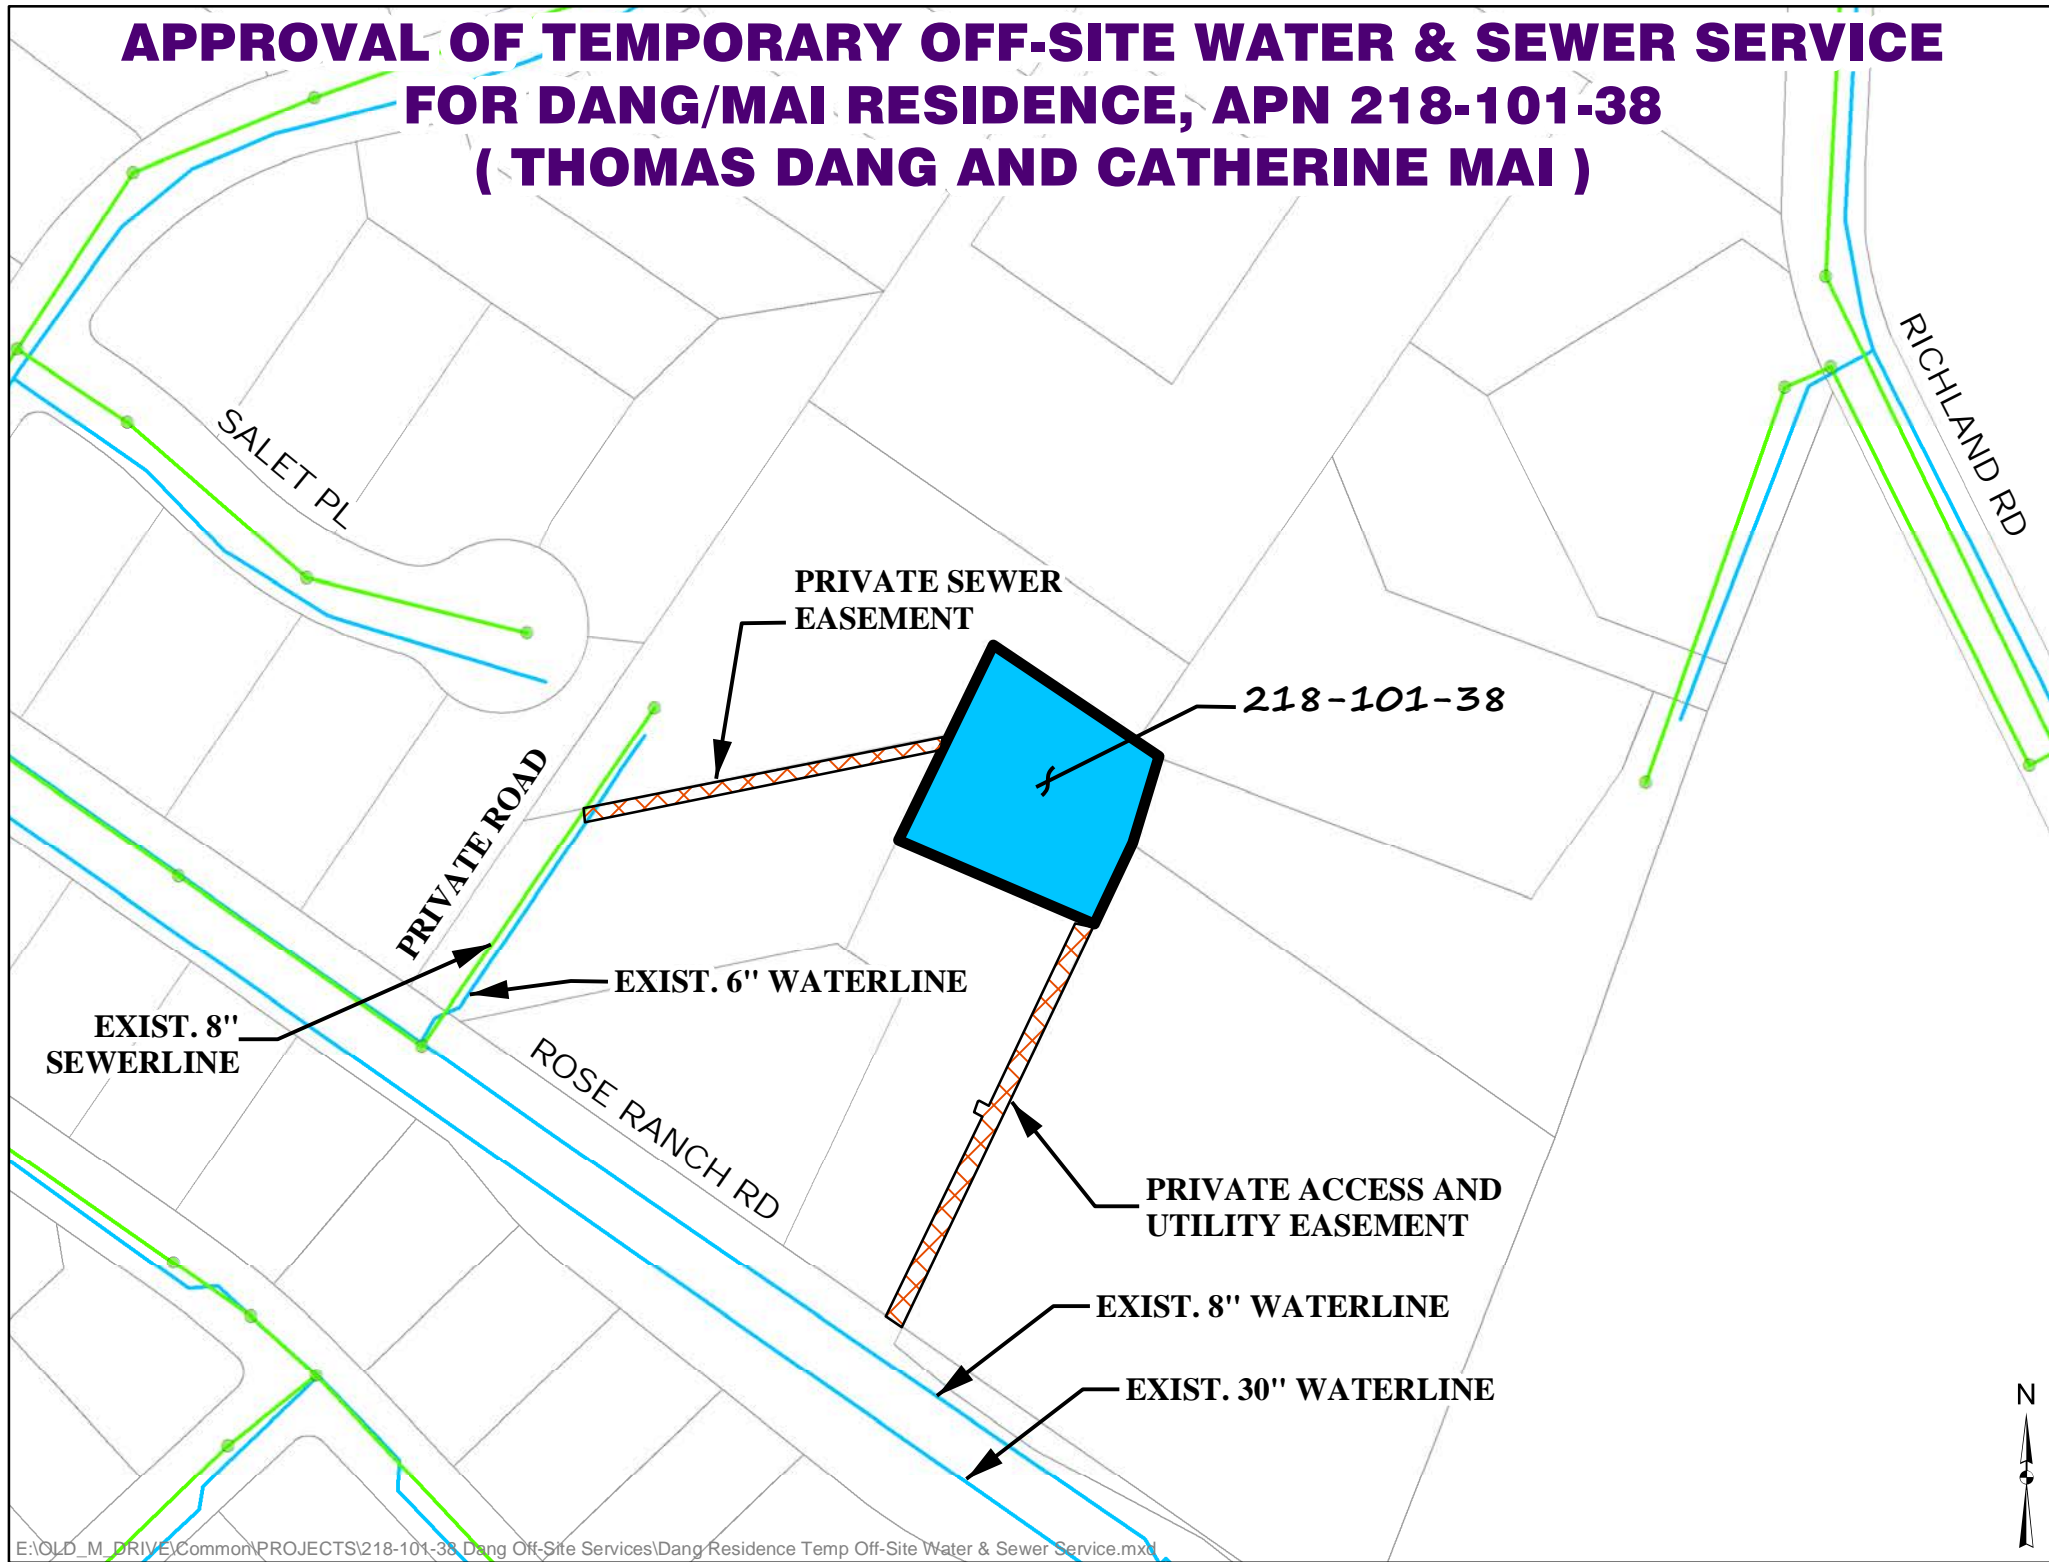 APPROVAL OF TEMPORARY OFF-SITE WATER & SEWER SERVICE
FOR DANG/MAI RESIDENCE, APN 218-101-38
( THOMAS DANG AND CATHERINE MAI )
RICHLAND RD
SALET PL
PRIVATE SEWER
EASEMENT
218-101-38
PRIVATE ROAD
EXIST. 6" WATERLINE
EXIST. 8"
SEWERLINE
ROSE RANCH RD
PRIVATE ACCESS AND
UTILITY EASEMENT
EXIST. 8" WATERLINE
EXIST. 30" WATERLINE
N
E:\OLD_M_DRIVE\Common\PROJECTS\218-101-38 Dang Off-Site Services\Dang Residence Temp Off-Site Water & Sewer Service.mxd